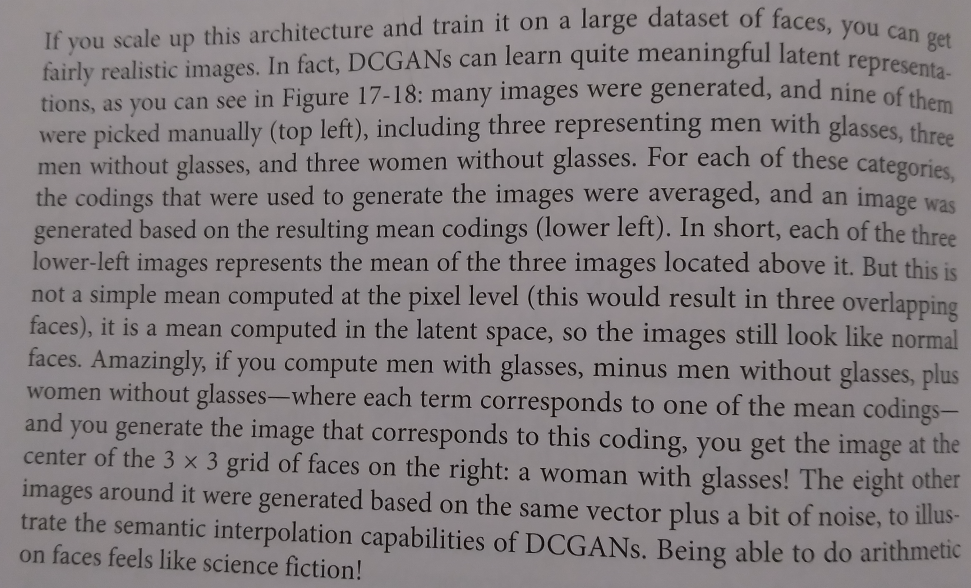 If you scale up this architecture and train it on a large dataset of faces, you can get
fairly realistic images. In fact, DCGANs can learn quite meaningful latent representa-
tions, as you can see in Figure 17-18: many images were generated, and nine of them
were picked manually (top left), including three representing men with glasses, three
men without glasses, and three women without glasses. For each of these categories,
the codings that were used to generate the images were averaged, and an image was
generated based on the resulting mean codings (lower left). In short, each of the three
lower-left images represents the mean of the three images located above it. But this is
not a simple mean computed at the pixel level (this would result in three overlapping
faces), it is a mean computed in the latent space, so the images still look like normal
faces. Amazingly, if you compute men with glasses, minus men without glasses, plus
women without glasses—where each term corresponds to one of the mean codings—
and you generate the image that corresponds to this coding, you get the image at the
center of the 3 × 3 grid of faces on the right: a woman with glasses! The eight other
images around it were generated based on the same vector plus a bit of noise, to illus-
trate the semantic interpolation capabilities of DCGANs. Being able to do arithmetic
on faces feels like science fiction!